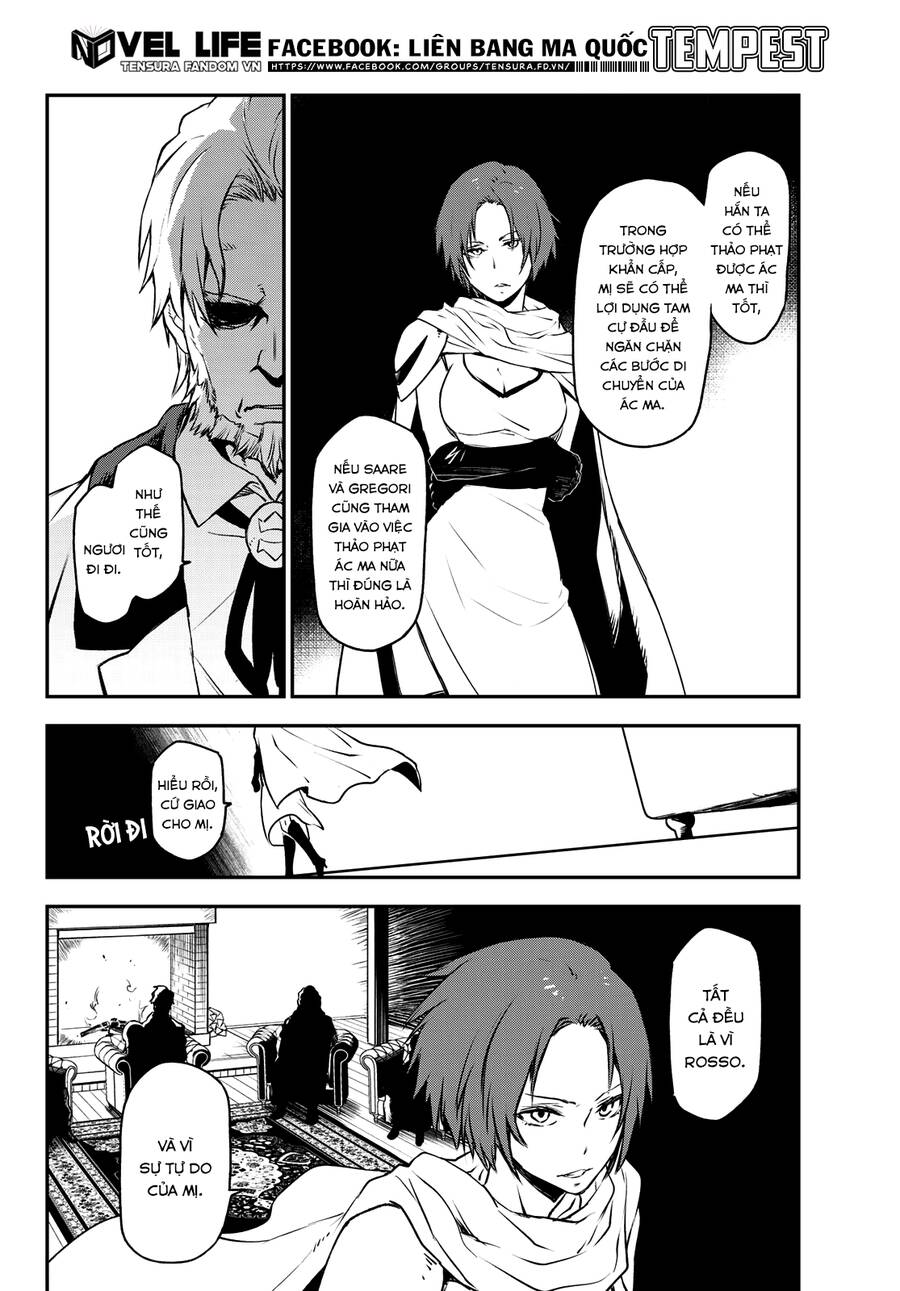 NOVEL LIFE
TENSURA FANDOM VN
FACEBOOK: LIÊN BANG MA QUỐC
HTTPS://WWW.FACEBOOK.COM/GROUPS/TENSURA.FD.VN/
TEMPEST
NẾU
HẮN TA
CÓ THỂ
THẢO PHẠT
ĐƯỢC ÁC
MA THÌ
TỐT,
TRONG
TRƯỜNG HỢP
KHẨN CẤP,
MỊ SẼ CÓ THỂ
LỢI DỤNG TAM
CỰ ĐẦU ĐỂ
NGĂN CHẶN
CÁC BƯỚC DI
CHUYỂN CỦA
ÁC MA.
NẾU SAARE
VÀ GREGORI
CŨNG THAM
GIA VÀO VIỆC
THẢO PHẠT
ÁC MA NỮA
THÌ ĐÚNG LÀ
HOÀN HẢO.
NHƯ
THẾ
CŨNG
TỐT,
NGƯƠI
ĐI ĐI.
HIỂU RỒI,
CỨ GIAO
CHO MỊ.
RỜI ĐI
TẤT
CẢ ĐỀU
LÀ VÌ
ROSSO.
VÀ VÌ
SỰ TỰ DO
CỦA MỊ.